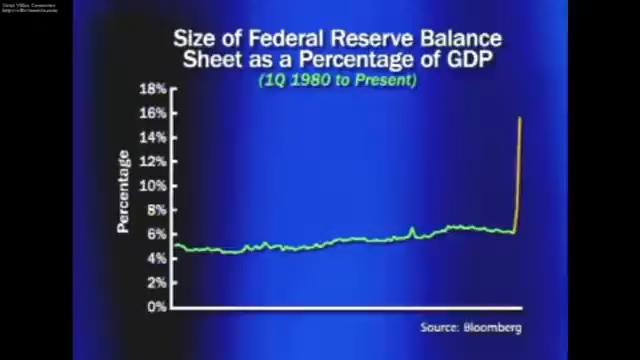 Size of Federal Reserve Balance
Sheet as a Percentage of GDP
(1Q 1980 to Present)
Percentage
18%
16%
14%
12%
10%
8%
6%
4%
2%
0%
Source: Bloomberg